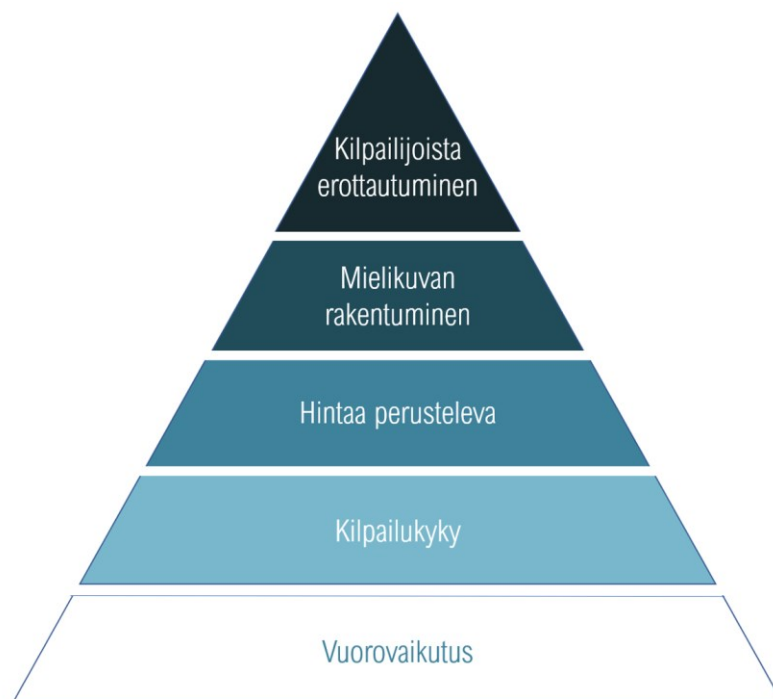 Kilpailijoista
erottautuminen
Mielikuvan
rakentuminen
Hintaa perusteleva
Kilpailukyky
Vuorovaikutus